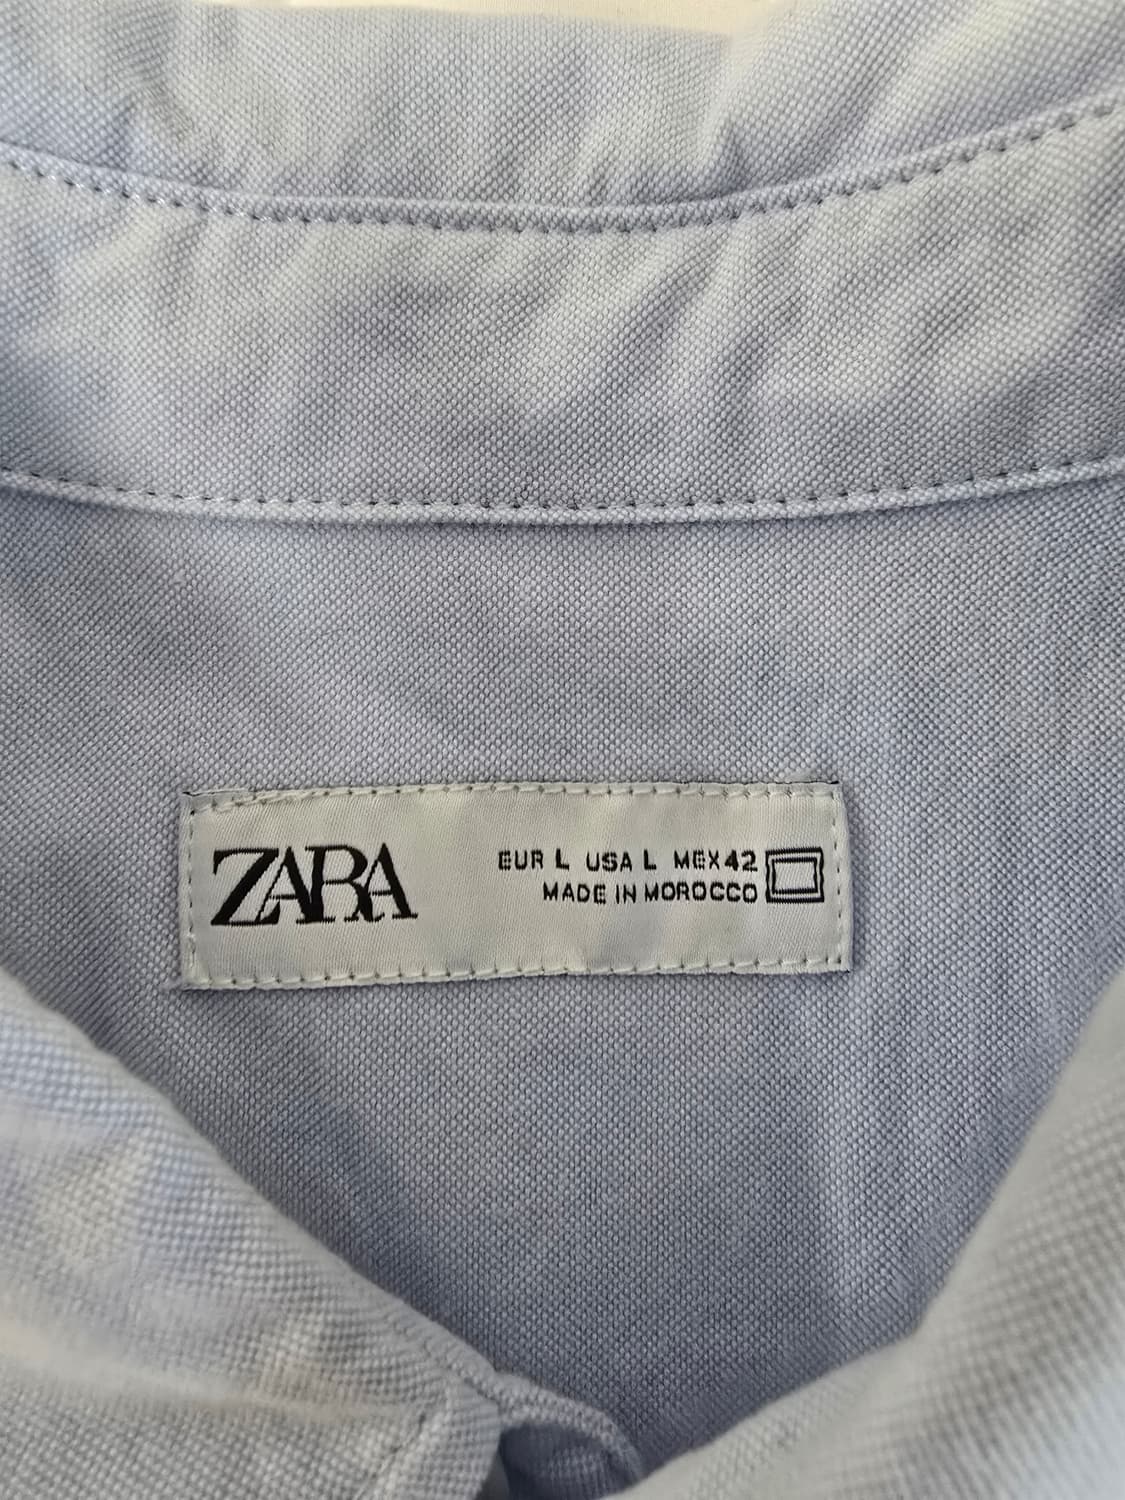 ZARA
EUR L USA L MEX 42
MADE IN MOROCCO